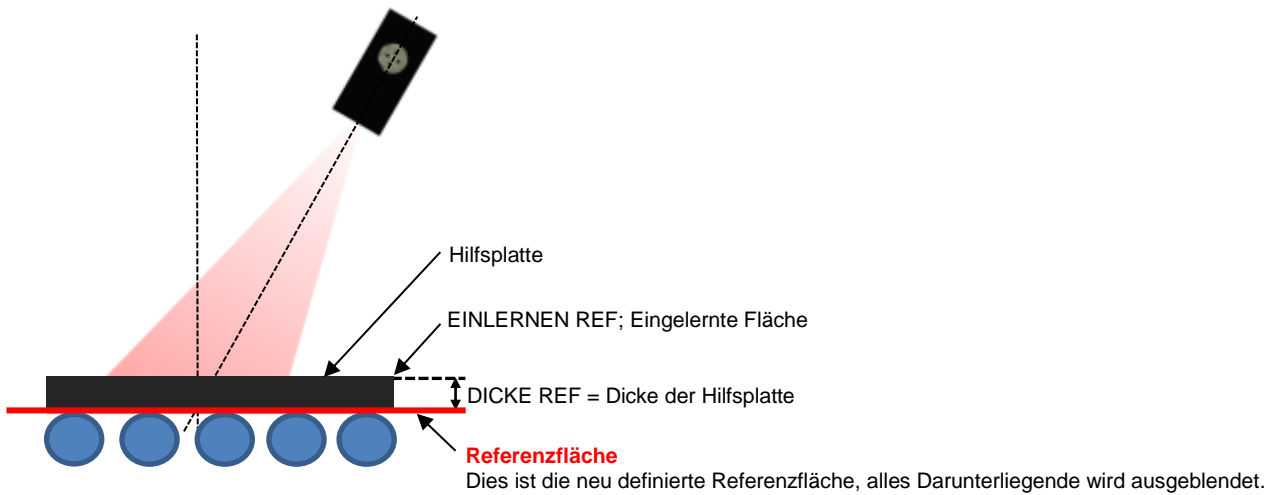 Hilfsplatte
EINLERNEN REF; Eingelernte Fläche
DICKE REF = Dicke der Hilfsplatte
Referenzfläche
Dies ist die neu definierte Referenzfläche, alles Darunterliegende wird ausgeblendet.